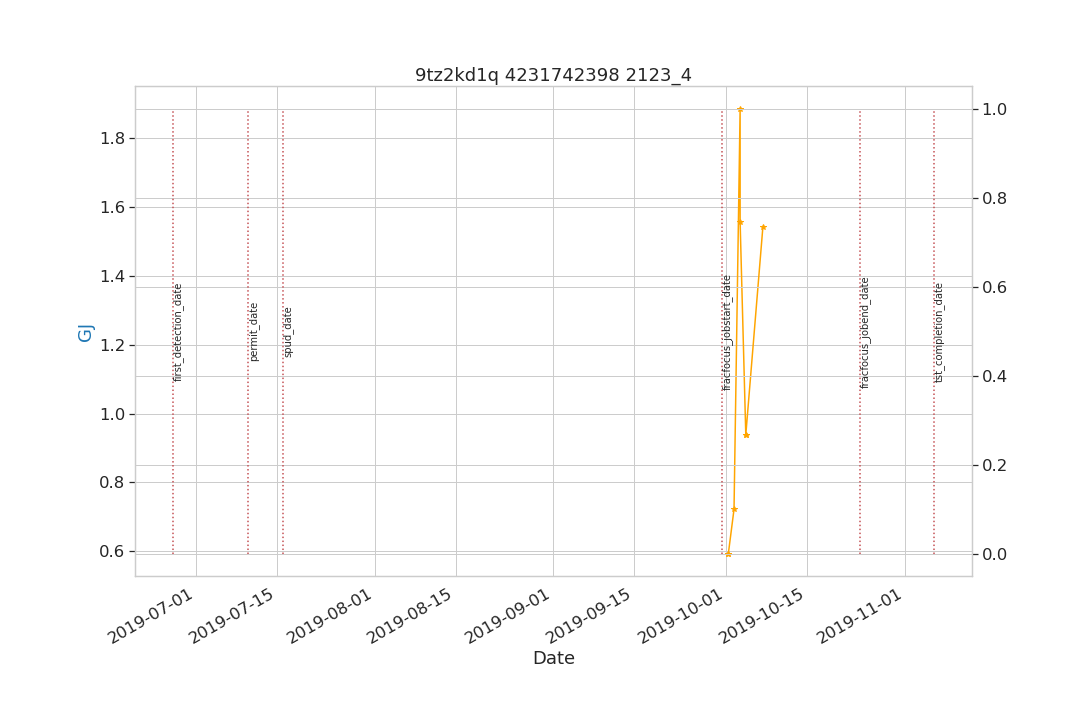 9tz2kd1q 4231742398 2123_4
GJ
1.8
1.6
1.4
1.2
1.0
0.8
0.6
1.0
0.8
0.6
0.4
0.2
0.0
first_detection_date
permit_date
spud_date
fracfocus_jobstart_date
fracfocus_jobend_date
tst_completion_date
2019-07-01
2019-07-15
2019-08-01
2019-08-15
2019-09-01
2019-09-15
2019-10-01
2019-10-15
2019-11-01
Date